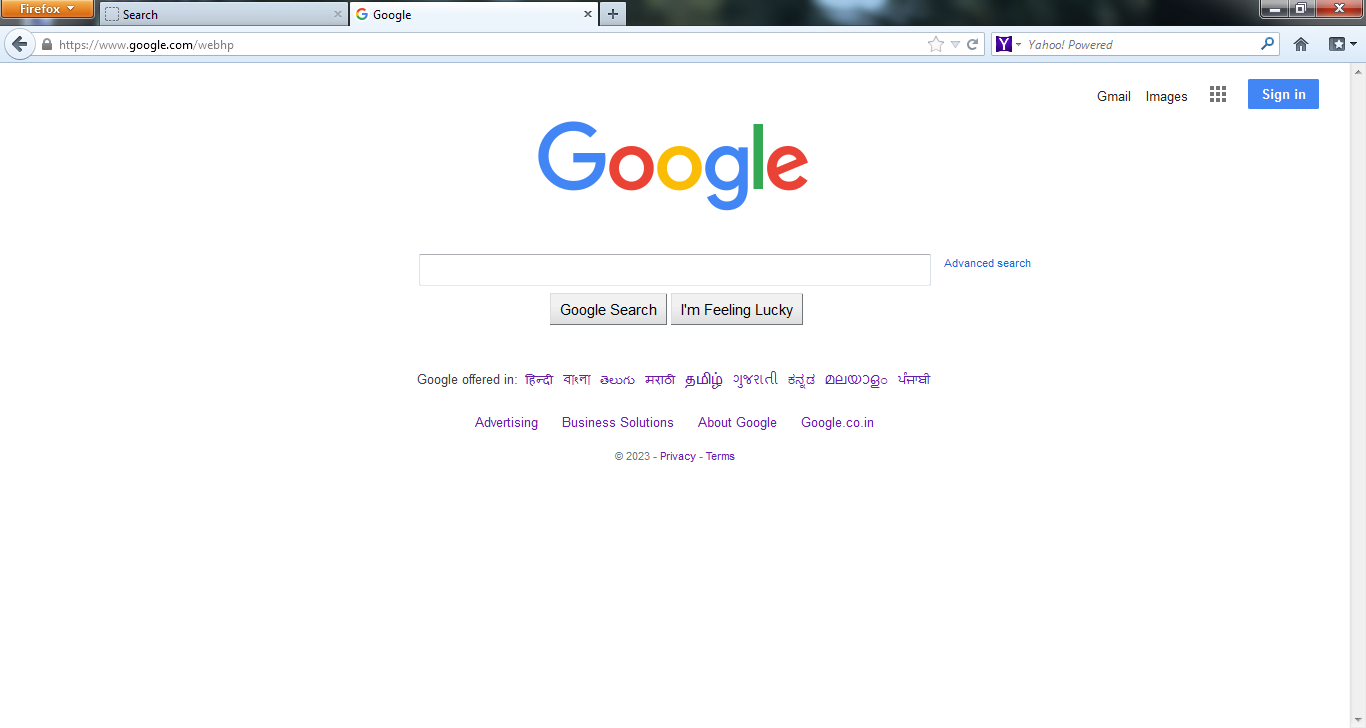 Firefox
Search
Google
https://www.google.com/webhp
Yahoo! Powered
Gmail Images Sign in
Google
Advanced search
Google Search I'm Feeling Lucky
Google offered in: हिन्दी বাংলা తెలుగు मराठी தமிழ் ગુજરાતી ಕನ್ನಡ മലയാളം ਪੰਜਾਬੀ
Advertising Business Solutions About Google Google.co.in
© 2023 - Privacy - Terms